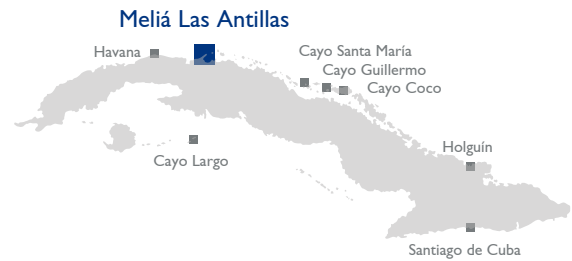 Meliá Las Antillas
Havana
Cayo Santa María
Cayo Guillermo
Cayo Coco
Cayo Largo
Holguín
Santiago de Cuba